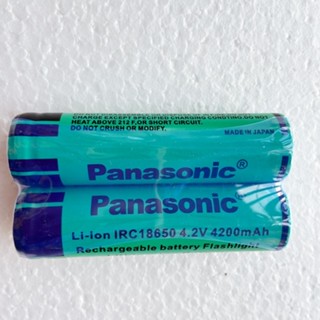 CHARGE EXCEPT SPECIFIED CHARGING CONDITING.DO NOT
HEAT ABOVE 212 F,OR SHORT CIRCUIT.
DO NOT CRUSH OR MODIFY.
MADE IN JAPAN
Panasonic®
Panasonic
Li-ion IRC18650 4.2V 4200mAh
Rechargeable battery Flashlight